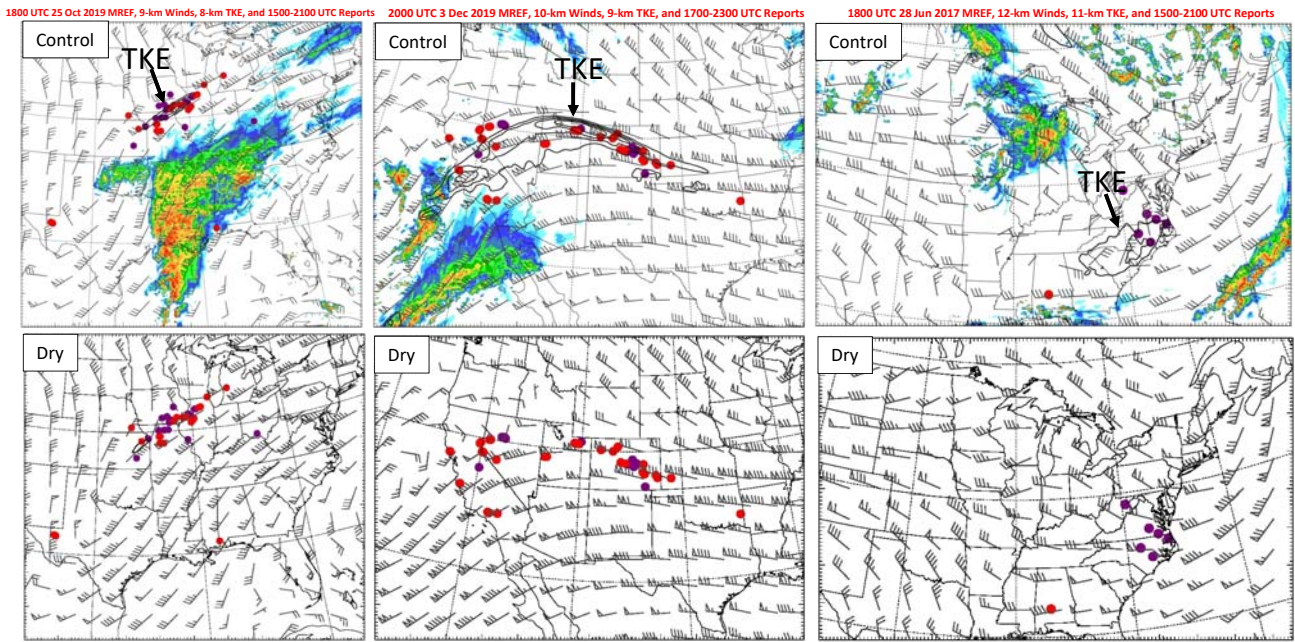 1800 UTC 25 Oct 2019 MREF, 9-km Winds, 8-km TKE, and 1500-2100 UTC Reports
2000 UTC 3 Dec 2019 MREF, 10-km Winds, 9-km TKE, and 1700-2300 UTC Reports
1800 UTC 28 Jun 2017 MREF, 12-km Winds, 11-km TKE, and 1500-2100 UTC Reports
Control
TKE
Control
TKE
Control
TKE
Dry
Dry
Dry